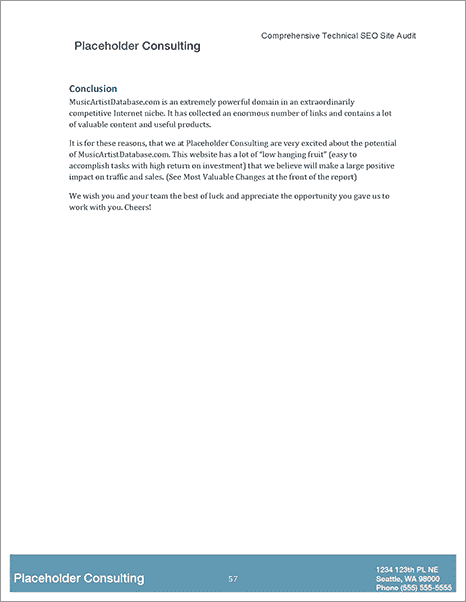 Placeholder Consulting
Comprehensive Technical SEO Site Audit
Conclusion
MusicArtistDatabase.com is an extremely powerful domain in an extraordinarily
competitive Internet niche. It has collected an enormous number of links and contains a lot
of valuable content and useful products.
It is for these reasons, that we at Placeholder Consulting are very excited about the potential
of MusicArtistDatabase.com. This website has a lot of "low hanging fruit" (easy to
accomplish tasks with high return on investment) that we believe will make a large positive
impact on traffic and sales. (See Most Valuable Changes at the front of the report)
We wish you and your team the best of luck and appreciate the opportunity you gave us to
work with you. Cheers!
Placeholder Consulting
57
1234 123th PL NE
Seattle, WA 98000
Phone (555) 555-5555